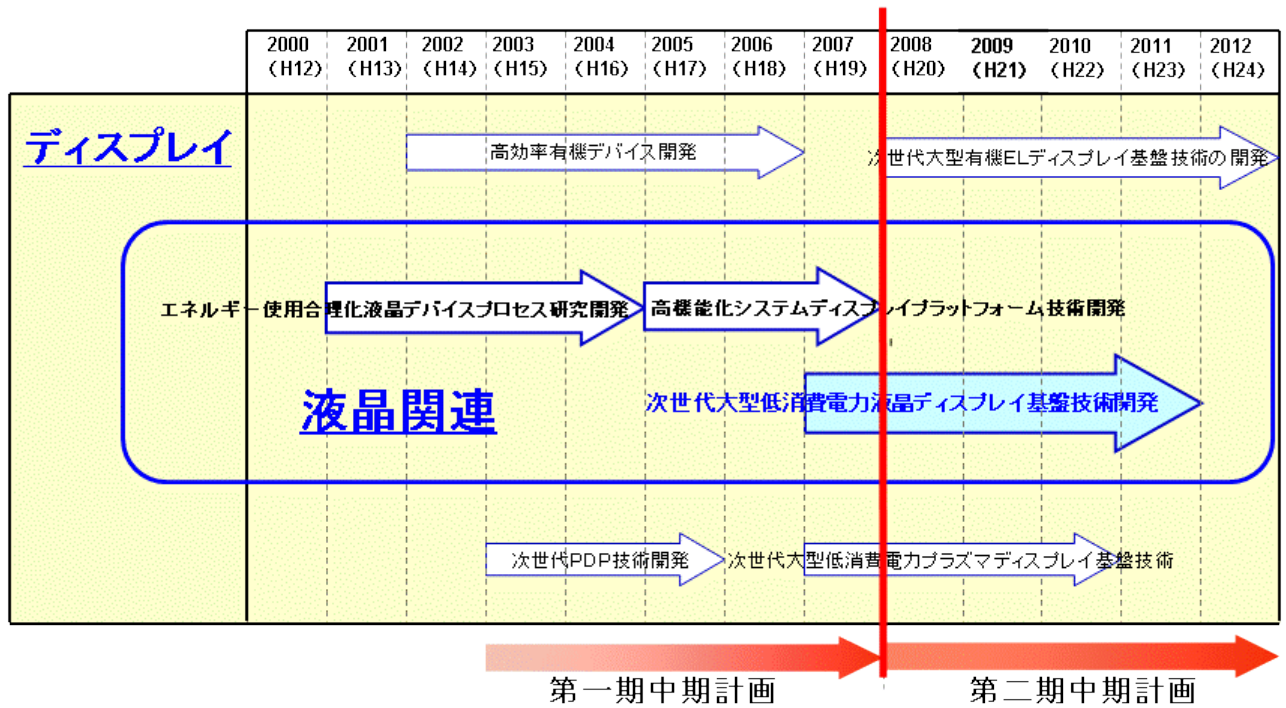 2000 2001 2002 2003 2004 2005 2006 2007 2008 2009 2010 2011 2012
(H12) (H13) (H14) (H15) (H16) (H17) (H18) (H19) (H20) (H21) (H22) (H23) (H24)
ディスプレイ
高効率有機デバイス開発
次世代大型有機ELディスプレイ基盤技術の開発
エネルギー使用合理化液晶デバイスプロセス研究開発
高機能化システムディスプレイプラットフォーム技術開発
液晶関連
次世代大型低消費電力液晶ディスプレイ基盤技術開発
次世代PDP技術開発
次世代大型低消費電力プラズマディスプレイ基盤技術
第一期中期計画
第二期中期計画